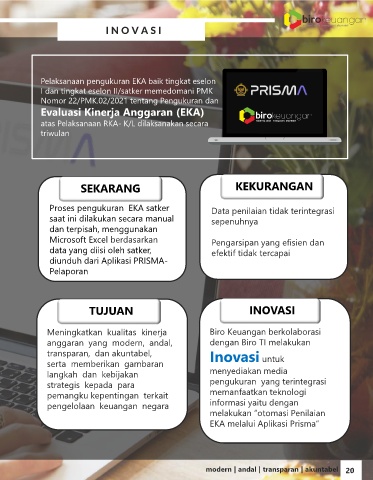 INOVASI
birokeuangan
Pelaksanaan pengukuran EKA baik tingkat eselon
I dan tingkat eselon II/satker memedomani PMK
Nomor 22/PMK.02/2021 tentang Pengukuran dan
Evaluasi Kinerja Anggaran (EKA)
atas Pelaksanaan RKA- K/L dilaksanakan secara
triwulan
PRISMA
birokeuangan
SEKARANG
Proses pengukuran EKA satker
saat ini dilakukan secara manual
dan terpisah, menggunakan
Microsoft Excel berdasarkan
data yang diisi oleh satker,
diunduh dari Aplikasi PRISMA-
Pelaporan
KEKURANGAN
Data penilaian tidak terintegrasi
sepenuhnya
Pengarsipan yang efisien dan
efektif tidak tercapai
TUJUAN
Meningkatkan kualitas kinerja
anggaran yang modern, andal,
transparan, dan akuntabel,
serta memberikan gambaran
langkah dan kebijakan
strategis kepada para
pemangku kepentingan terkait
pengelolaan keuangan negara
INOVASI
Biro Keuangan berkolaborasi
dengan Biro TI melakukan
Inovasi untuk
menyediakan media
pengukuran yang terintegrasi
memanfaatkan teknologi
informasi yaitu dengan
melakukan “otomasi Penilaian
EKA melalui Aplikasi Prisma”
modern | andal | transparan | akuntabel 20